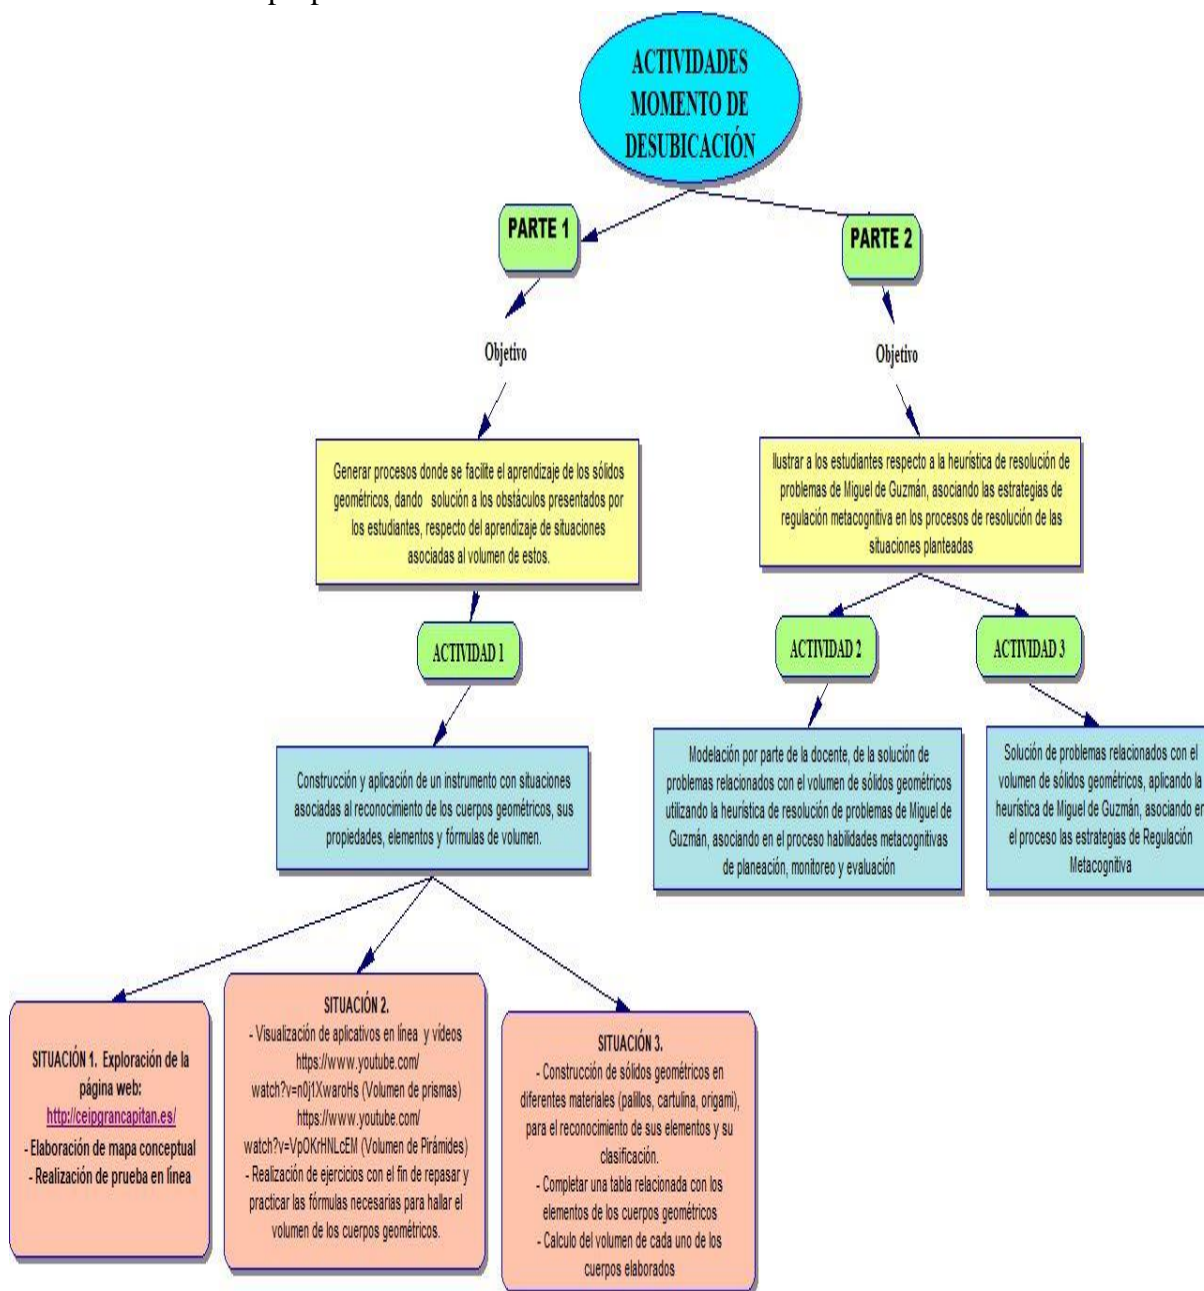 ACTIVIDADES
MOMENTO DE
DESUBICACIÓN
PARTE 1
PARTE 2
Objetivo
Objetivo
Generar procesos donde se facilite el aprendizaje de los sólidos
geométricos, dando solución a los obstáculos presentados por
los estudiantes, respecto del aprendizaje de situaciones
asociadas al volumen de estos.
Ilustrar a los estudiantes respecto a la heurística de resolución de
problemas de Miguel de Guzmán, asociando las estrategias de
regulación metacognitiva en los procesos de resolución de las
situaciones planteadas
ACTIVIDAD 1
ACTIVIDAD 2
ACTIVIDAD 3
Construcción y aplicación de un instrumento con situaciones
asociadas al reconocimiento de los cuerpos geométricos, sus
propiedades, elementos y fórmulas de volumen.
Modelación por parte de la docente, de la solución de
problemas relacionados con el volumen de sólidos geométricos
utilizando la heurística de resolución de problemas de Miguel de
Guzmán, asociando en el proceso habilidades metacognitivas
de planeación, monitoreo y evaluación
Solución de problemas relacionados con el
volumen de sólidos geométricos, aplicando la
heurística de Miguel de Guzmán, asociando en
el proceso las estrategias de Regulación
Metacognitiva
SITUACIÓN 1. Exploración de la
página web:
http://ceipgrancapitan.es/
- Elaboración de mapa conceptual
- Realización de prueba en línea
SITUACIÓN 2.
- Visualización de aplicativos en línea y vídeos
https://www.youtube.com/
watch?v=n0j1XwaroHs (Volumen de prismas)
https://www.youtube.com/
watch?v=VpOKrHNLcEM (Volumen de Pirámides)
- Realización de ejercicios con el fin de repasar y
practicar las fórmulas necesarias para hallar el
volumen de los cuerpos geométricos.
SITUACIÓN 3.
- Construcción de sólidos geométricos en
diferentes materiales (palillos, cartulina, origami),
para el reconocimiento de sus elementos y su
clasificación.
- Completar una tabla relacionada con los
elementos de los cuerpos geométricos
- Calculo del volumen de cada uno de los
cuerpos elaborados